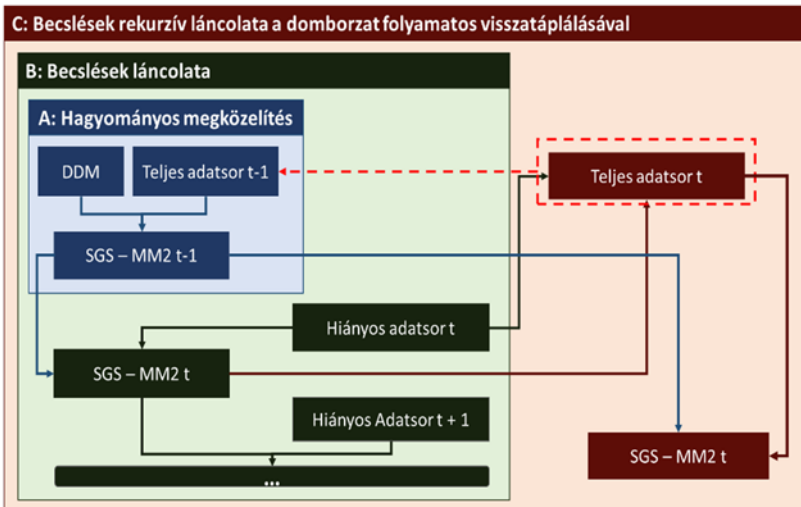 C: Becslések rekurzív láncolata a domborzat folyamatos visszatáplálásával
B: Becslések láncolata
A: Hagyományos megközelítés
DDM
Teljes adatsor t-1
Teljes adatsor t
SGS – MM2 t-1
Hiányos adatsor t
SGS – MM2 t
Hiányos Adatsor t + 1
SGS – MM2 t
...